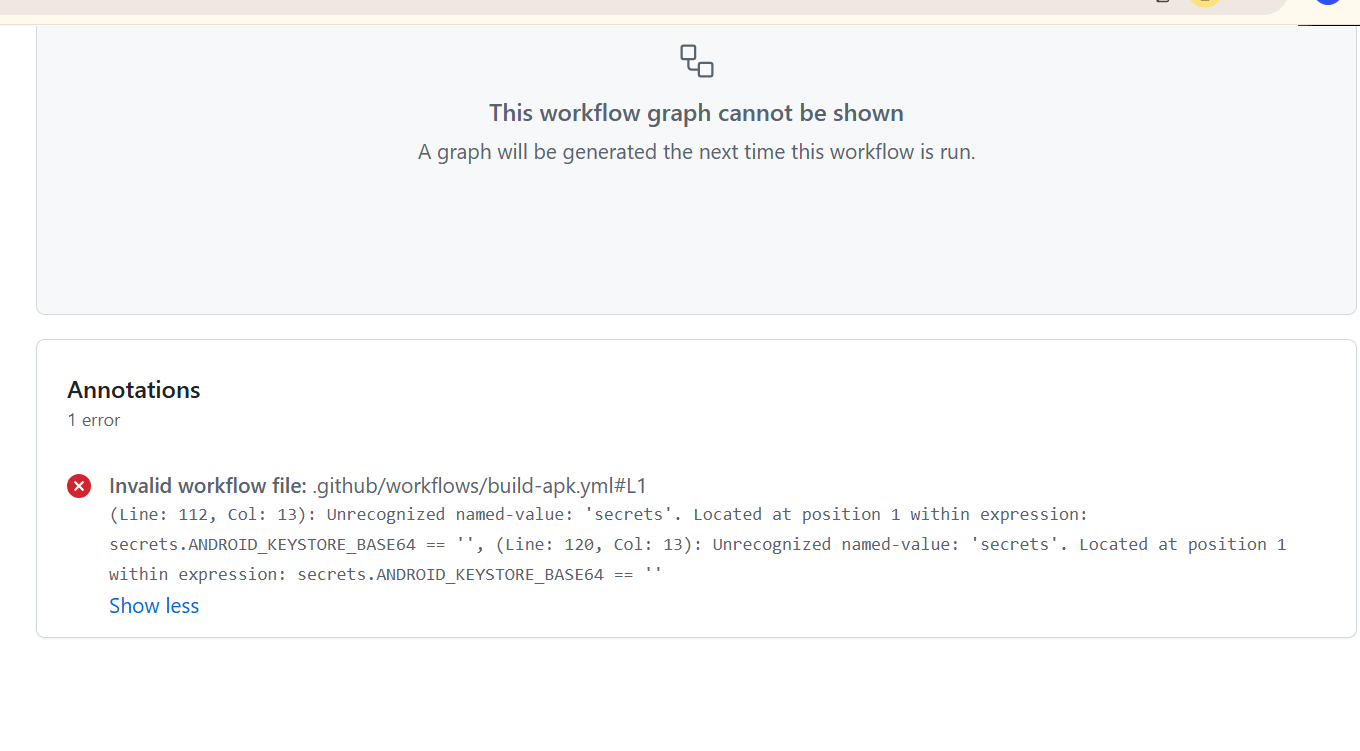 This workflow graph cannot be shown
A graph will be generated the next time this workflow is run.
Annotations
1 error
Invalid workflow file: .github/workflows/build-apk.yml#L1
(Line: 112, Col: 13): Unrecognized named-value: 'secrets'. Located at position 1 within expression:
secrets.ANDROID_KEYSTORE_BASE64 == '', (Line: 120, Col: 13): Unrecognized named-value: 'secrets'. Located at position 1
within expression: secrets.ANDROID_KEYSTORE_BASE64 == ''
Show less